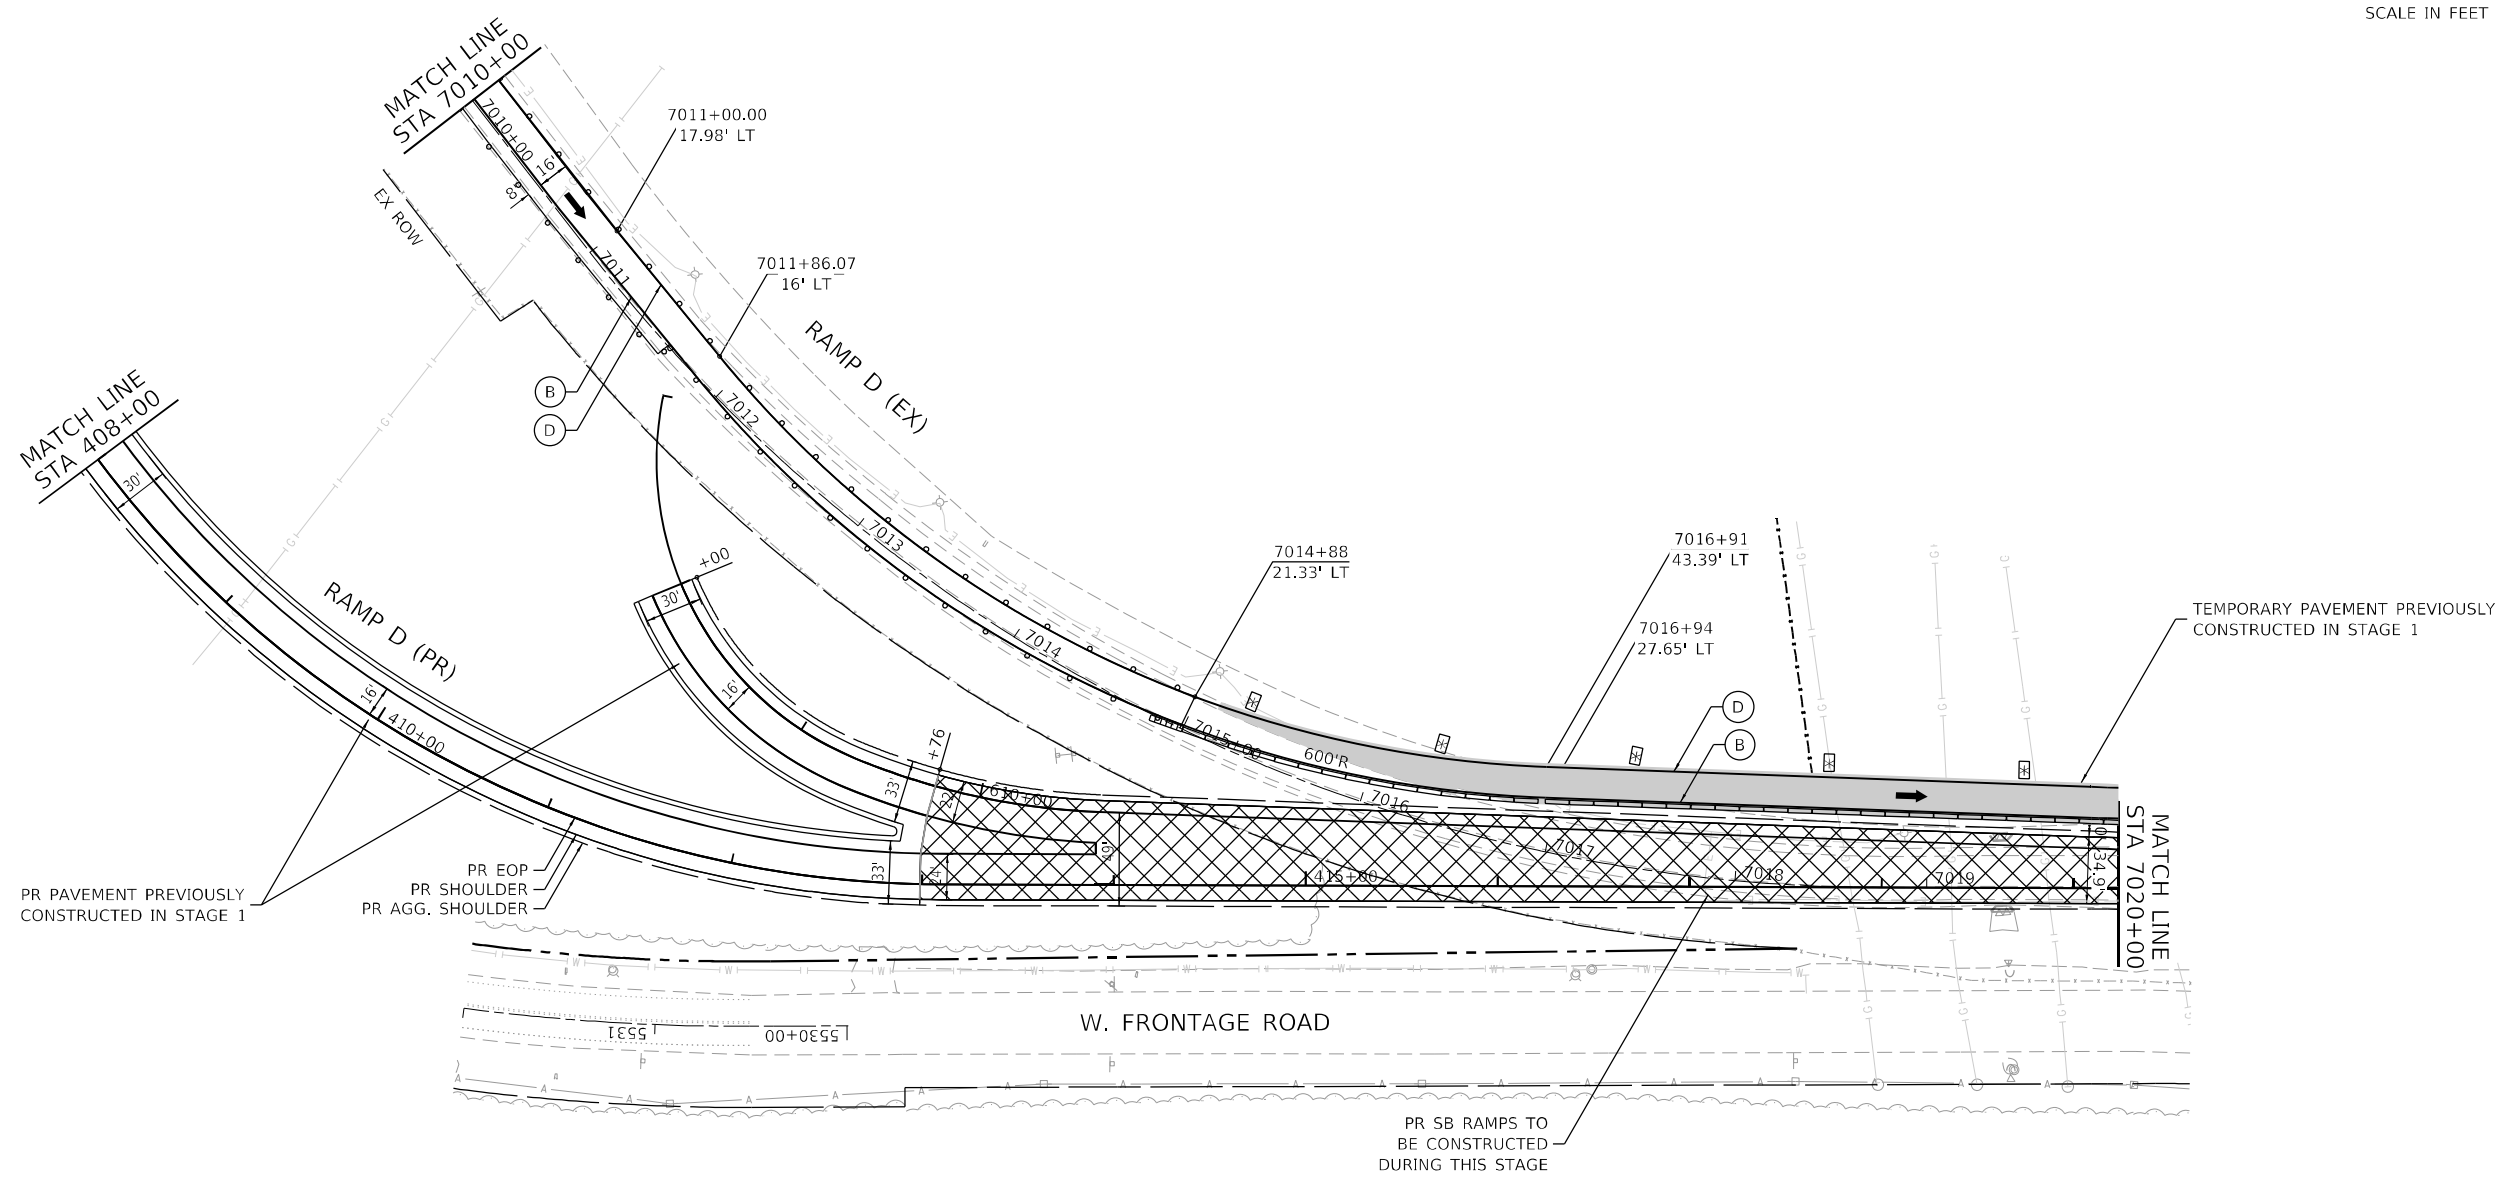 SCALE IN FEET
MATCH LINE
STA 7010+00
7010+00
16'
8'
EX ROW
7011+00.00
17.98' LT
7011
7011+86.07
16' LT
RAMP D (EX)
B
D
7012
MATCH LINE
STA 408+00
30'
RAMP D (PR)
+00
30'
7013
7014
7014+88
21.33' LT
7016+91
43.39' LT
7016+94
27.65' LT
TEMPORARY PAVEMENT PREVIOUSLY
CONSTRUCTED IN STAGE 1
16'
16'
410+00
D
B
+76
33'
22'
610+00
7015+00
600'R
7016
7017
7018
7019
49'
33'
24'
415+00
34.9'
MATCH LINE
STA 7020+00
PR EOP
PR SHOULDER
PR AGG. SHOULDER
PR PAVEMENT PREVIOUSLY
CONSTRUCTED IN STAGE 1
W. FRONTAGE ROAD
5531
5530+00
PR SB RAMPS TO
BE CONSTRUCTED
DURING THIS STAGE